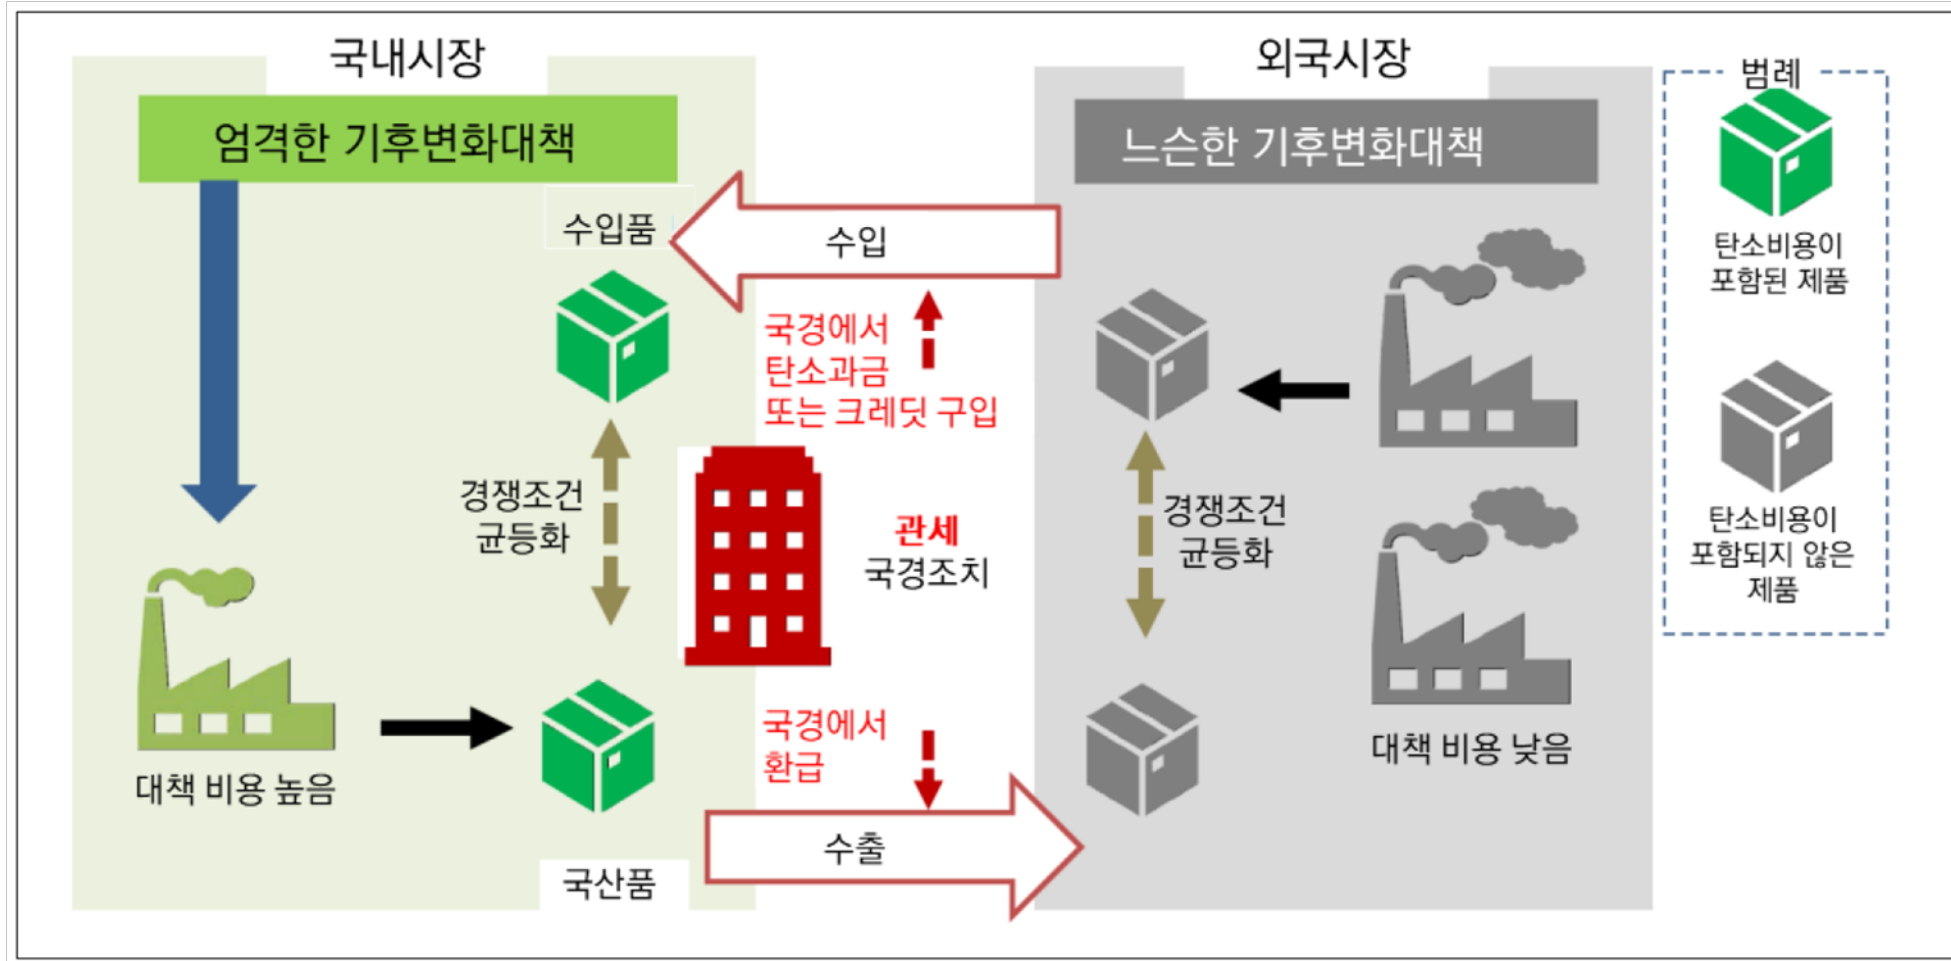 국내시장
엄격한 기후변화대책
수입품
경쟁조건
균등화
대책 비용 높음
국산품
수입
국경에서
탄소과금
또는 크레딧 구입
관세
국경조치
국경에서
환급
수출
외국시장
느슨한 기후변화대책
경쟁조건
균등화
대책 비용 낮음
범례
탄소비용이
포함된 제품
탄소비용이
포함되지 않은
제품